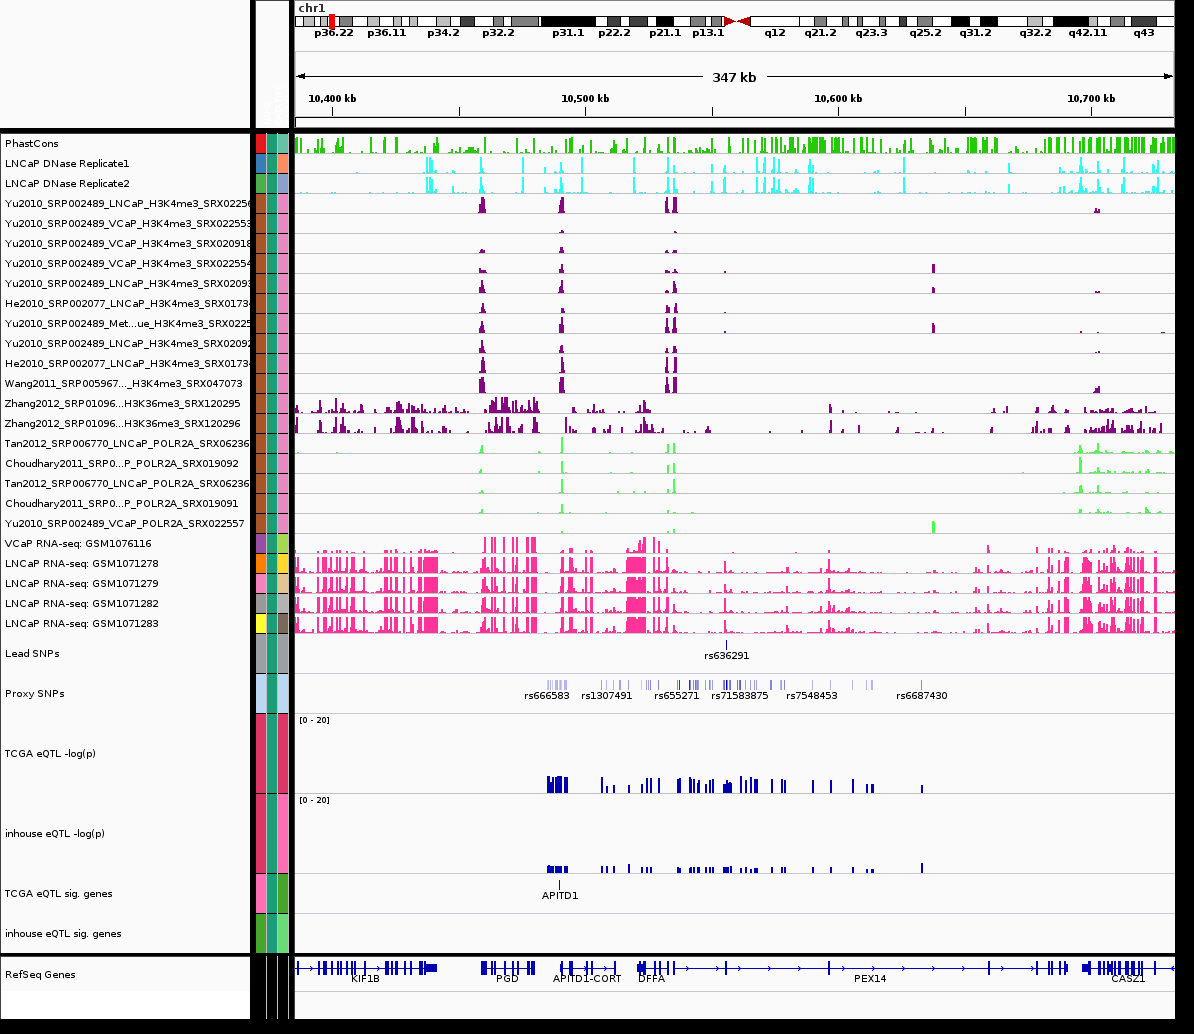 chr1
p36.22 p36.11 p34.2 p32.2 p31.1 p22.2 p21.1 p13.1 q12 q21.2 q23.3 q25.2 q31.2 q32.2 q42.11 q43
347 kb
10,400 kb 10,500 kb 10,600 kb 10,700 kb
PhastCons
LNCaP DNase Replicate1
LNCaP DNase Replicate2
Yu2010_SRP002489_LNCaP_H3K4me3_SRX02250
Yu2010_SRP002489_VCaP_H3K4me3_SRX022553
Yu2010_SRP002489_VCaP_H3K4me3_SRX020918
Yu2010_SRP002489_VCaP_H3K4me3_SRX022554
Yu2010_SRP002489_LNCaP_H3K4me3_SRX0209
He2010_SRP002077_LNCaP_H3K4me3_SRX0173
Yu2010_SRP002489_Met...ue_H3K4me3_SRX0225
Yu2010_SRP002489_LNCaP_H3K4me3_SRX0209
He2010_SRP002077_LNCaP_H3K4me3_SRX0173
Wang2011_SRP005967..._H3K4me3_SRX047073
Zhang2012_SRP01096...H3K36me3_SRX120295
Zhang2012_SRP01096...H3K36me3_SRX120296
Tan2012_SRP006770_LNCaP_POLR2A_SRX06236
Choudhary2011_SRP0...P_POLR2A_SRX019092
Tan2012_SRP006770_LNCaP_POLR2A_SRX06236
Choudhary2011_SRP0...P_POLR2A_SRX019091
Yu2010_SRP002489_VCaP_POLR2A_SRX022557
VCaP RNA-seq: GSM1076116
LNCaP RNA-seq: GSM1071278
LNCaP RNA-seq: GSM1071279
LNCaP RNA-seq: GSM1071282
LNCaP RNA-seq: GSM1071283
Lead SNPs
rs636291
Proxy SNPs
rs666583 rs1307491 rs655271 rs71583875 rs7548453 rs6687430
[0 - 20]
TCGA eQTL -log(p)
[0 - 20]
inhouse eQTL -log(p)
TCGA eQTL sig. genes
APITD1
inhouse eQTL sig. genes
RefSeq Genes
KIF1B PGD APITD1-CORT DFFA PEX14 CASZ1